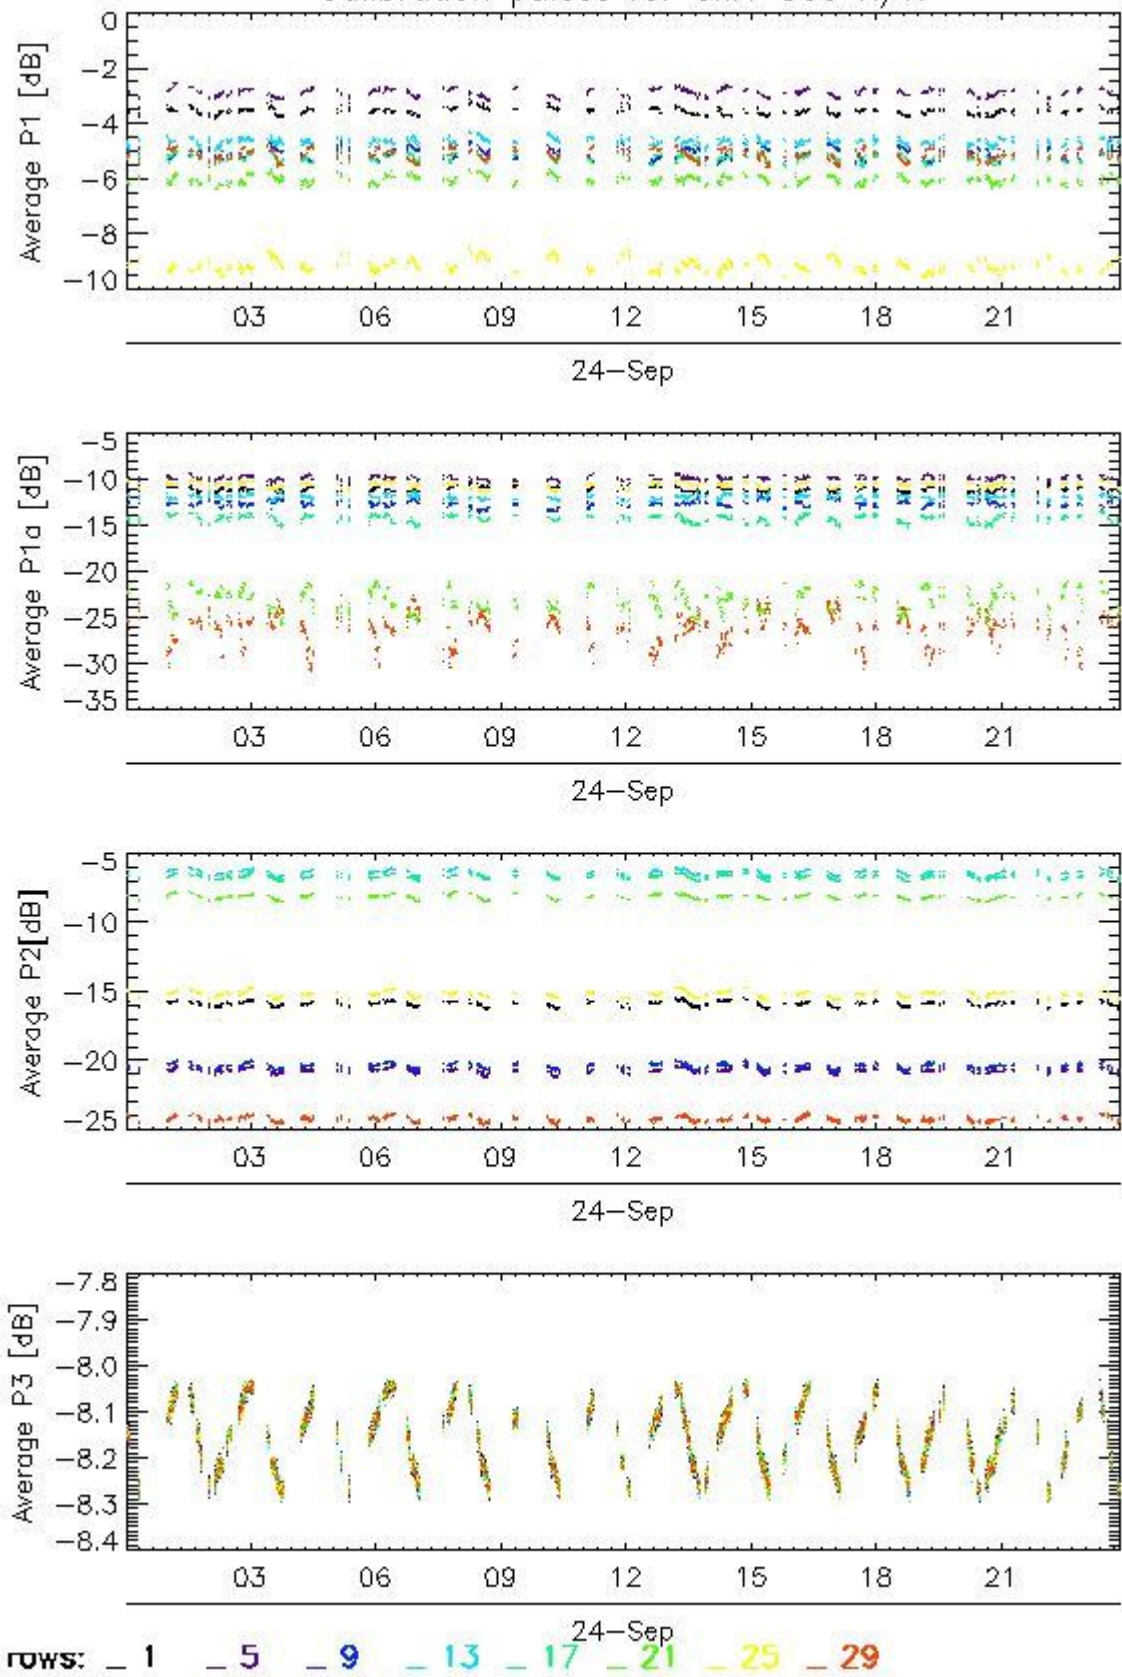 0
-2
-4
-6
-8
-10
Average P1 [dB]
03 06 09 12 15 18 21
24-Sep
-5
-10
-15
-20
-25
-30
-35
Average P1a [dB]
03 06 09 12 15 18 21
24-Sep
-5
-10
-15
-20
-25
Average P2[dB]
03 06 09 12 15 18 21
24-Sep
-7.8
-7.9
-8.0
-8.1
-8.2
-8.3
-8.4
Average P3 [dB]
03 06 09 12 15 18 21
24-Sep
rows: _ 1 _ 5 _ 9 _ 13 _ 17 _ 21 _ 25 _ 29